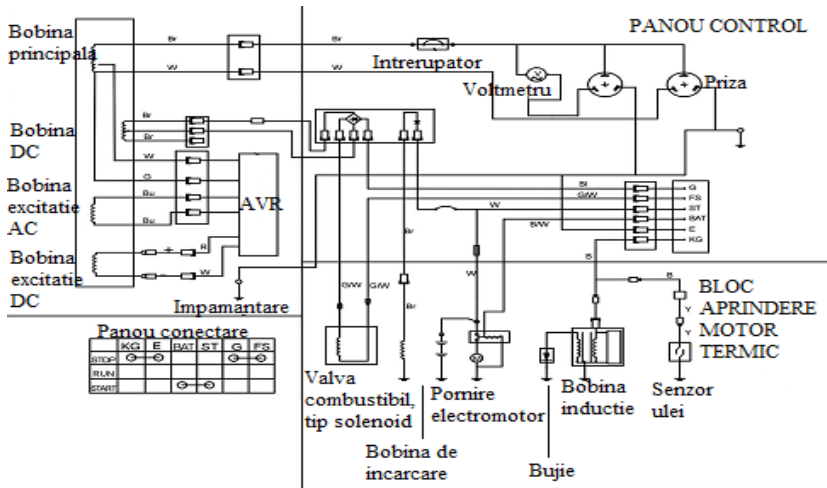 PANOU CONTROL
Bobina
principală
Br
Br
W
W
Intrerupator
V
Voltmetru
Priza
Br
Br
Bobina
DC
W
G
Bobina
excitatie
AC
Bu
Bu
AVR
R
W
Bobina
excitatie
DC
Impamantare
Bl
G/W
W
B/W
G
FS
ST
BAT
E
KG
Br
W
B
B
G/W
G/W
Br
Y
Y
BLOC
APRINDERE
MOTOR
TERMIC
Panou conectare
KG E BAT ST G FS
STOP
RUN
START
Valva
combustibil,
tip solenoid
M
Pornire
electromotor
Bobina
inductie
Senzor
ulei
Bobina de
incarcare
Bujie